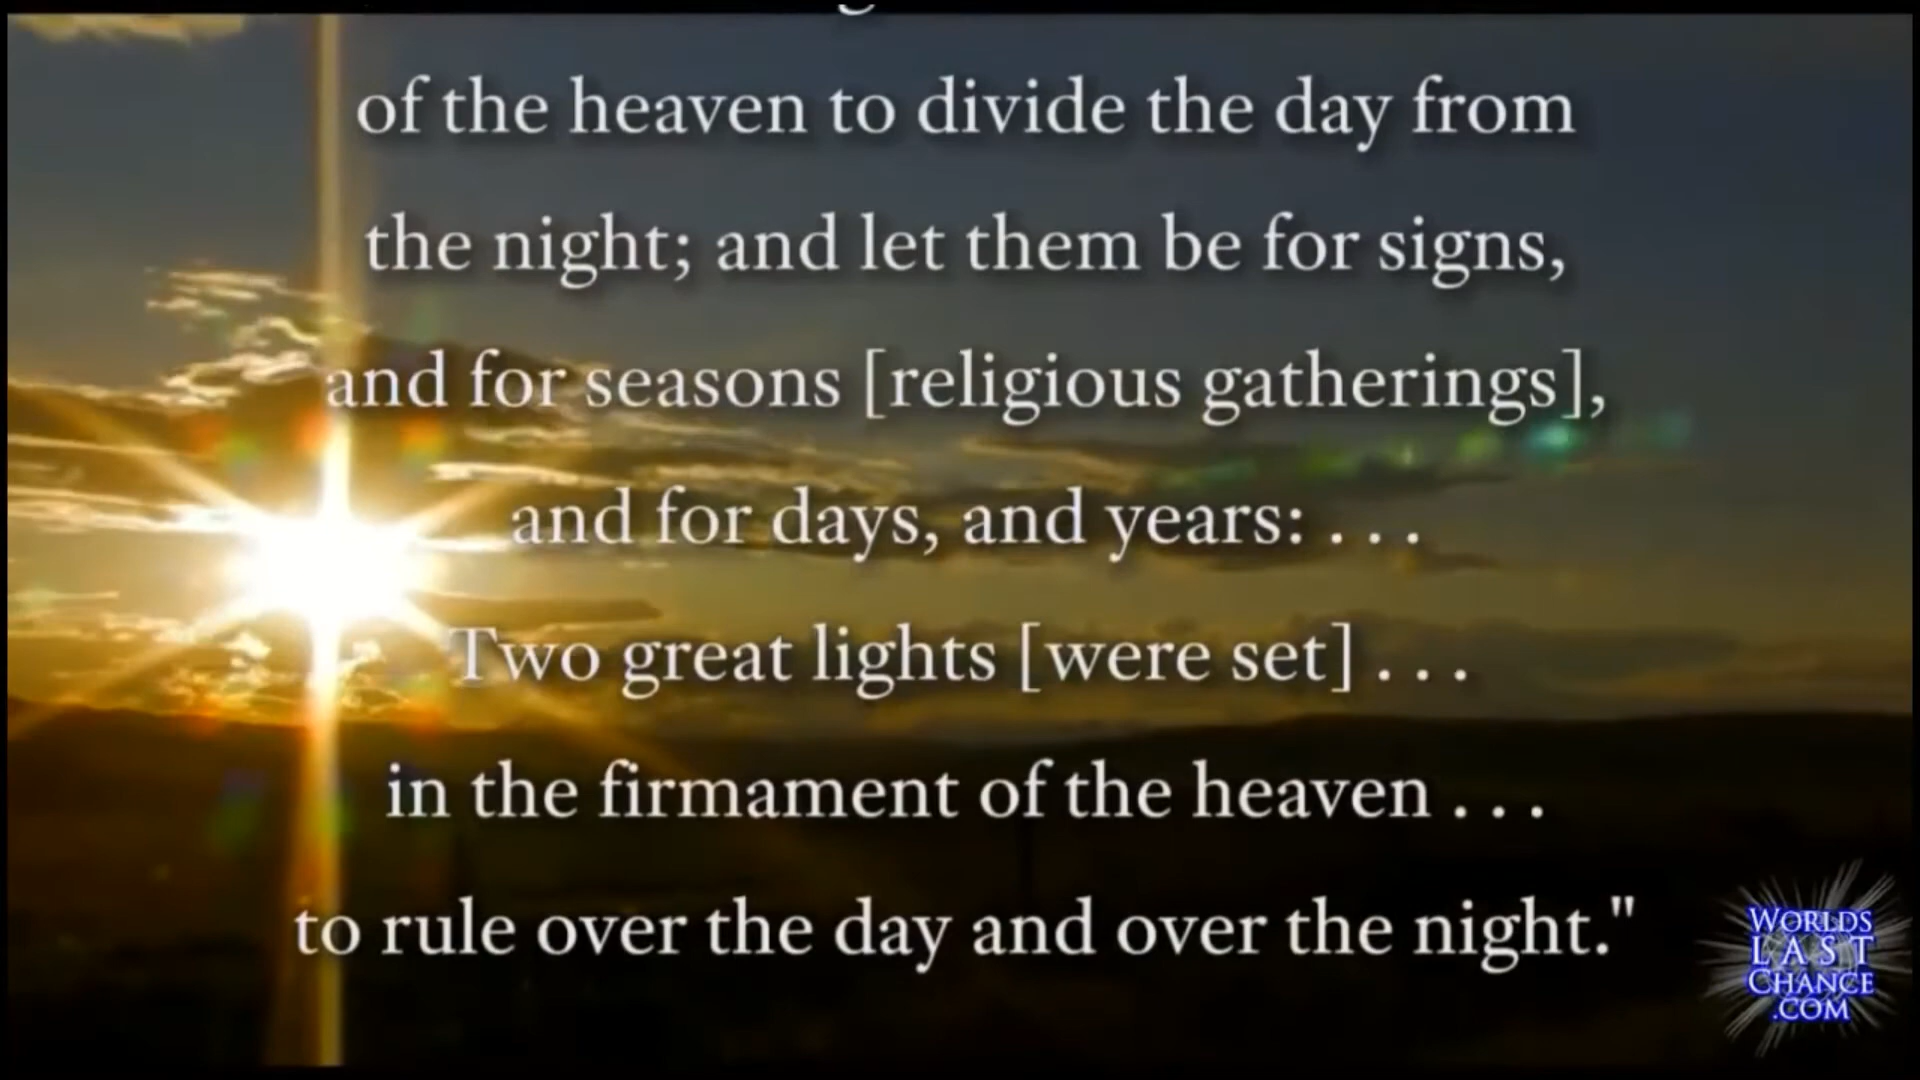 of the heaven to divide the day from
the night; and let them be for signs,
and for seasons [religious gatherings],
and for days, and years: . . .
Two great lights [were set] . . .
in the firmament of the heaven . . .
to rule over the day and over the night."
WORLDS
LAST
CHANCE
.COM